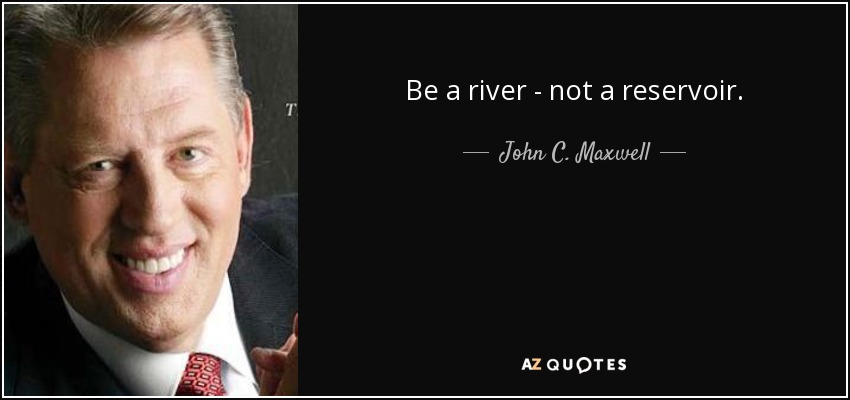 T
Be a river - not a reservoir.
John C. Maxwell
AZ QUOTES